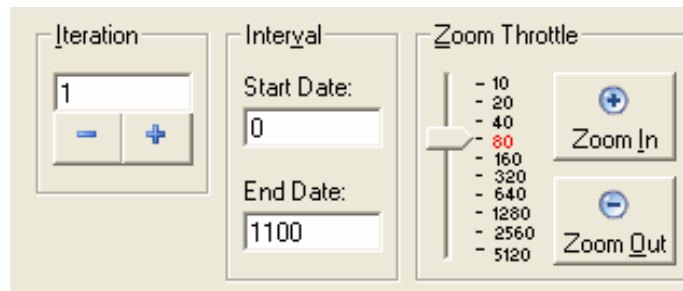 Iteration
1
Interval
Start Date:
0
End Date:
1100
Zoom Throttle
- 10
- 20
- 40
- 80
- 160
- 320
- 640
- 1280
- 2560
- 5120
Zoom In
Zoom Out